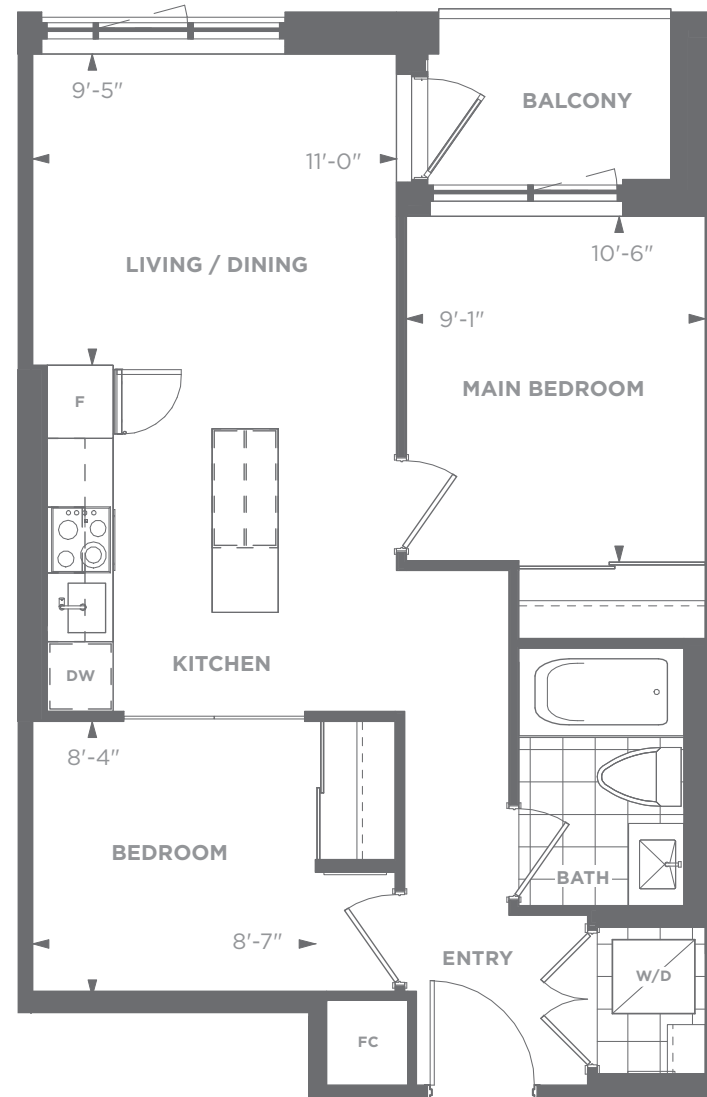 9'-5"
BALCONY
11'-0"
10'-6"
LIVING / DINING
9'-1"
MAIN BEDROOM
F
KITCHEN
DW
8'-4"
BEDROOM
BATH
8'-7"
ENTRY
W/D
FC